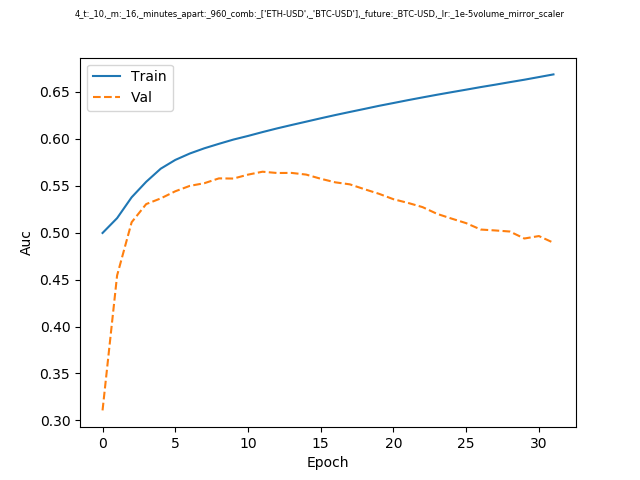 4_t:_10,_m:_16,_minutes_apart:_960_comb:_['ETH-USD',_'BTC-USD'],_future:_BTC-USD,_lr:_1e-5volume_mirror_scaler
Train
Val
0.65
0.60
0.55
0.50
0.45
0.40
0.35
0.30
Auc
0 5 10 15 20 25 30
Epoch